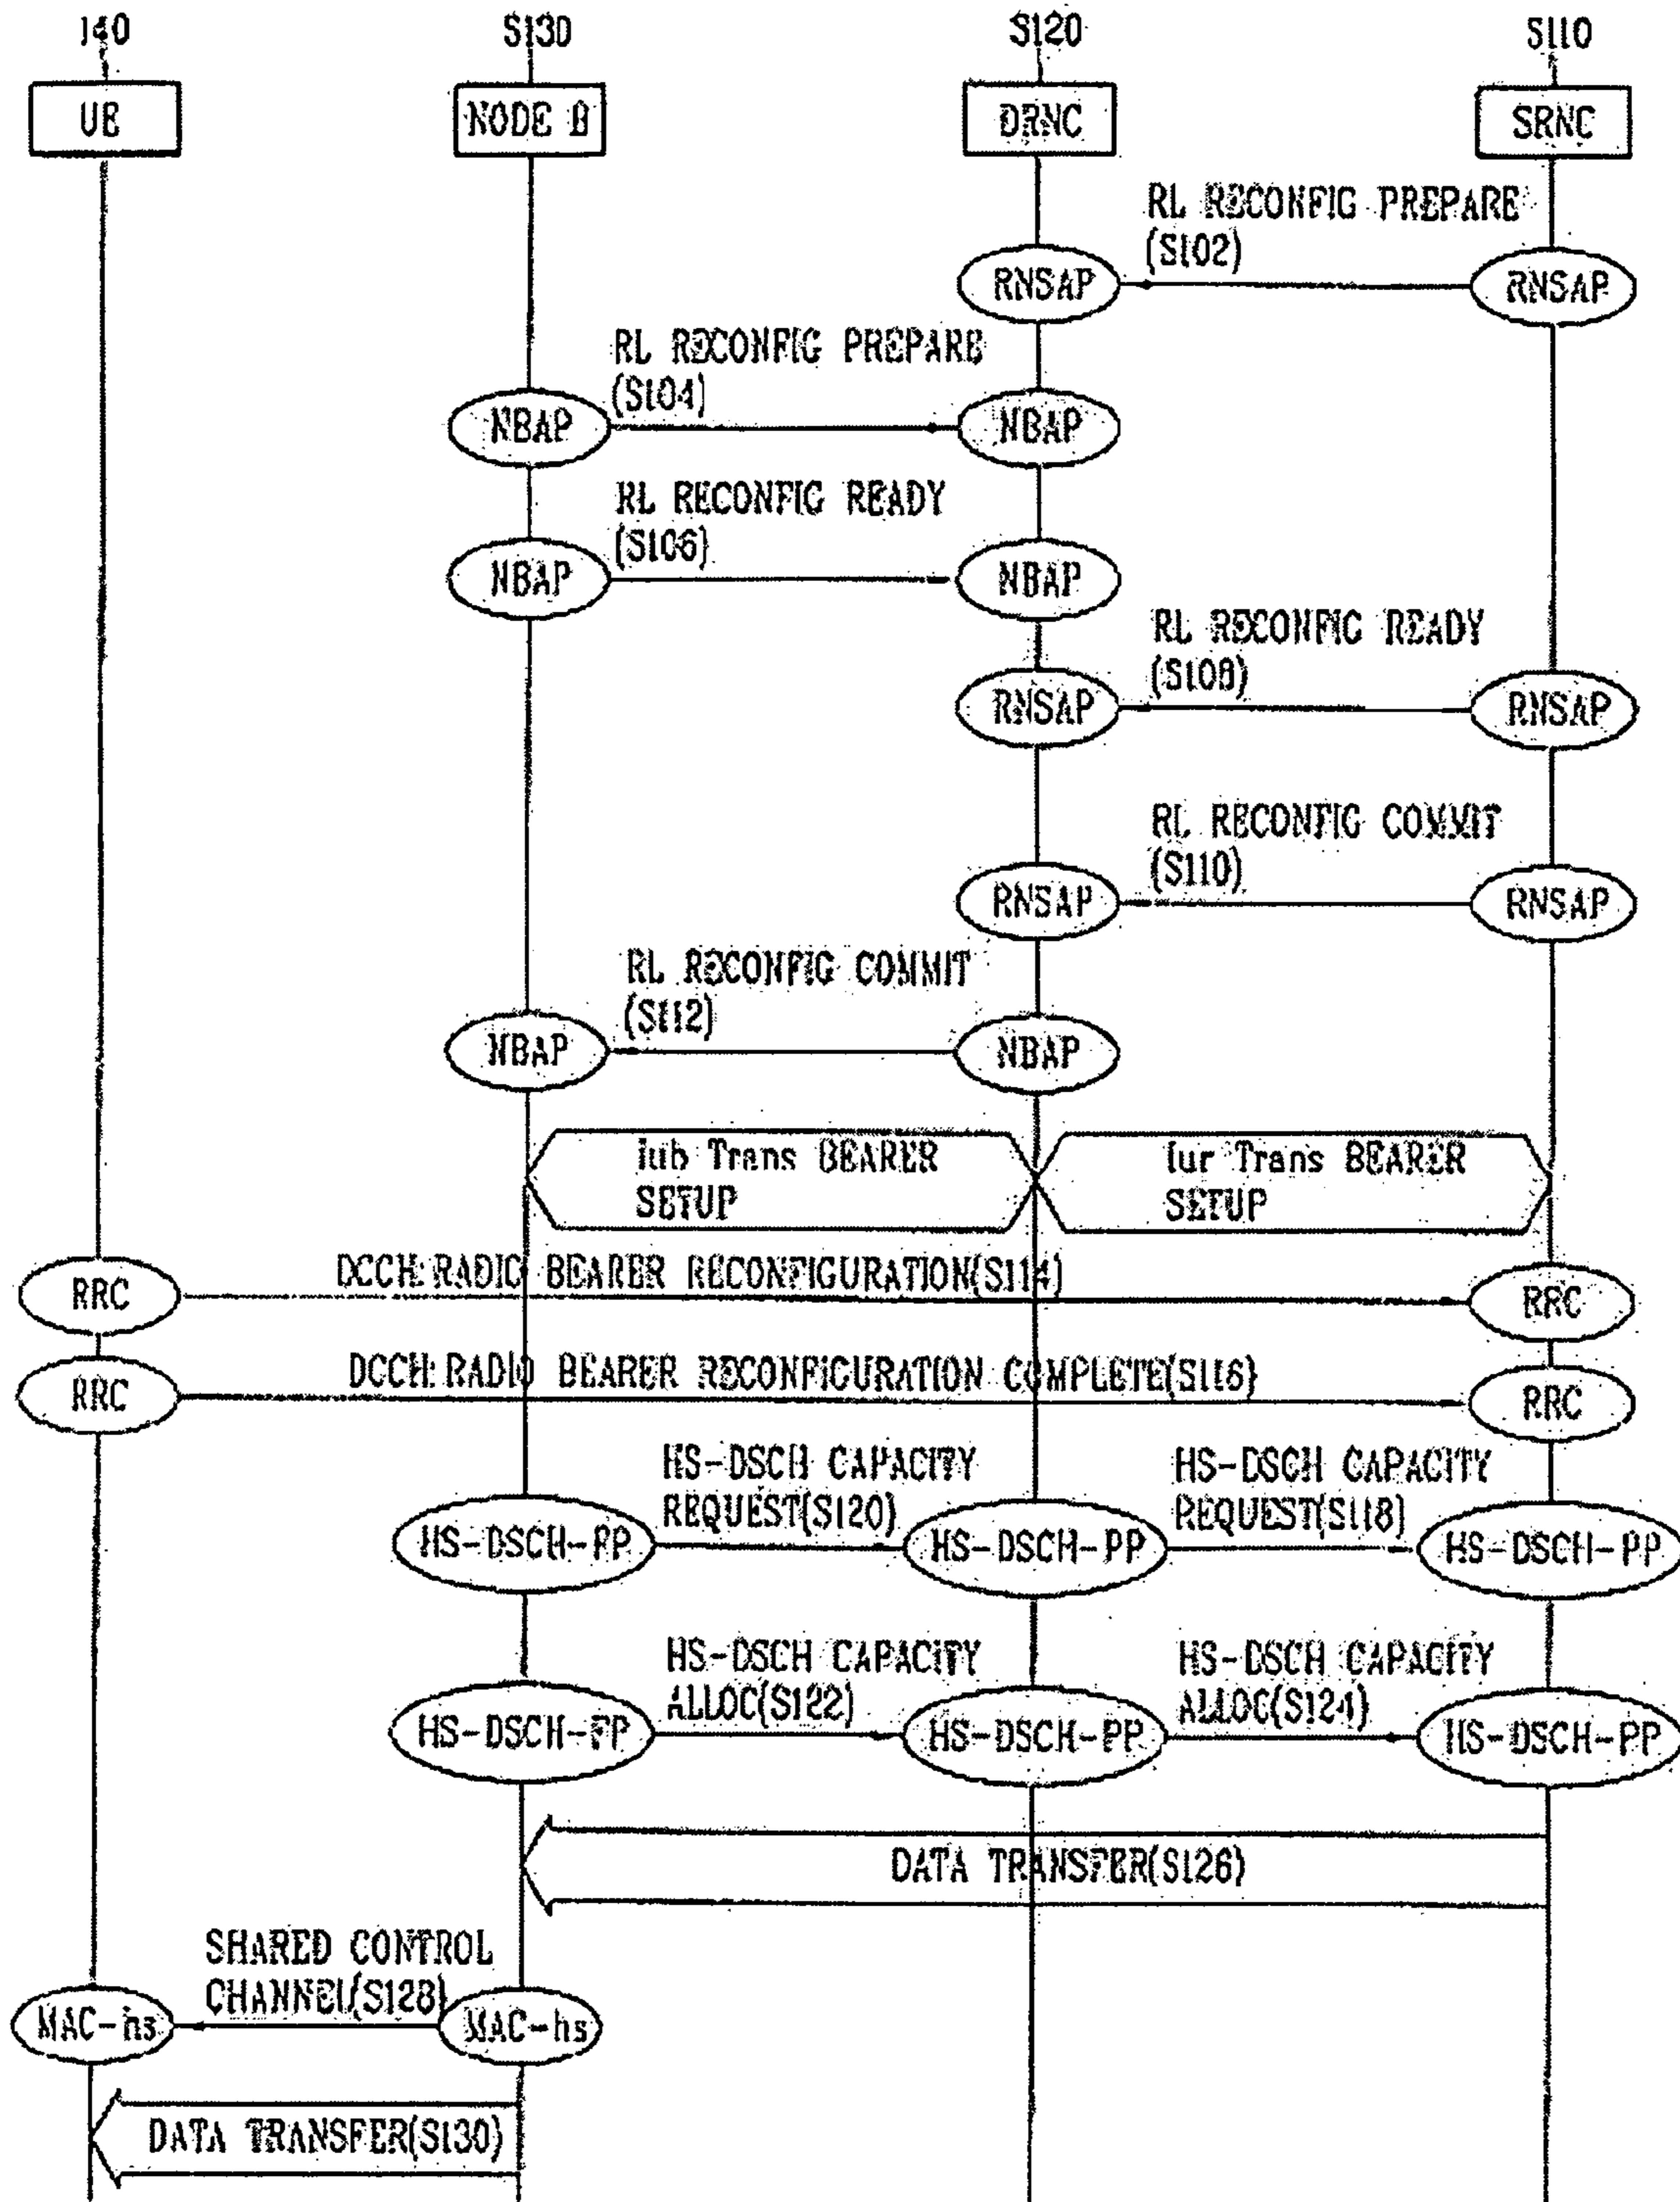 140 S130 S120 S110
UE NODE B DRNC SRNC
RL RECONFIG PREPARE
(S102)
RNSAP RNSAP
RL RECONFIG PREPARE
(S104)
NBAP NBAP
RL RECONFIG READY
(S106)
NBAP NBAP
RL RECONFIG READY
(S108)
RNSAP RNSAP
RL RECONFIG COMMIT
(S110)
RNSAP RNSAP
RL RECONFIG COMMIT
(S112)
NBAP NBAP
Iub Trans BEARER
SETUP
Iur Trans BEARER
SETUP
DCCH:RADIO BEARER RECONFIGURATION(S114)
RRC RRC
DCCH:RADIO BEARER RECONFIGURATION COMPLETE(S116)
RRC RRC
HS-DSCH CAPACITY
REQUEST(S120)
HS-DSCH CAPACITY
REQUEST(S118)
HS-DSCH-FP HS-DSCH-FP HS-DSCH-FP
HS-DSCH CAPACITY
ALLOC(S122)
HS-DSCH CAPACITY
ALLOC(S124)
HS-DSCH-FP HS-DSCH-FP HS-DSCH-FP
DATA TRANSFER(S126)
SHARED CONTROL
CHANNEL(S128)
MAC-hs MAC-hs
DATA TRANSFER(S130)